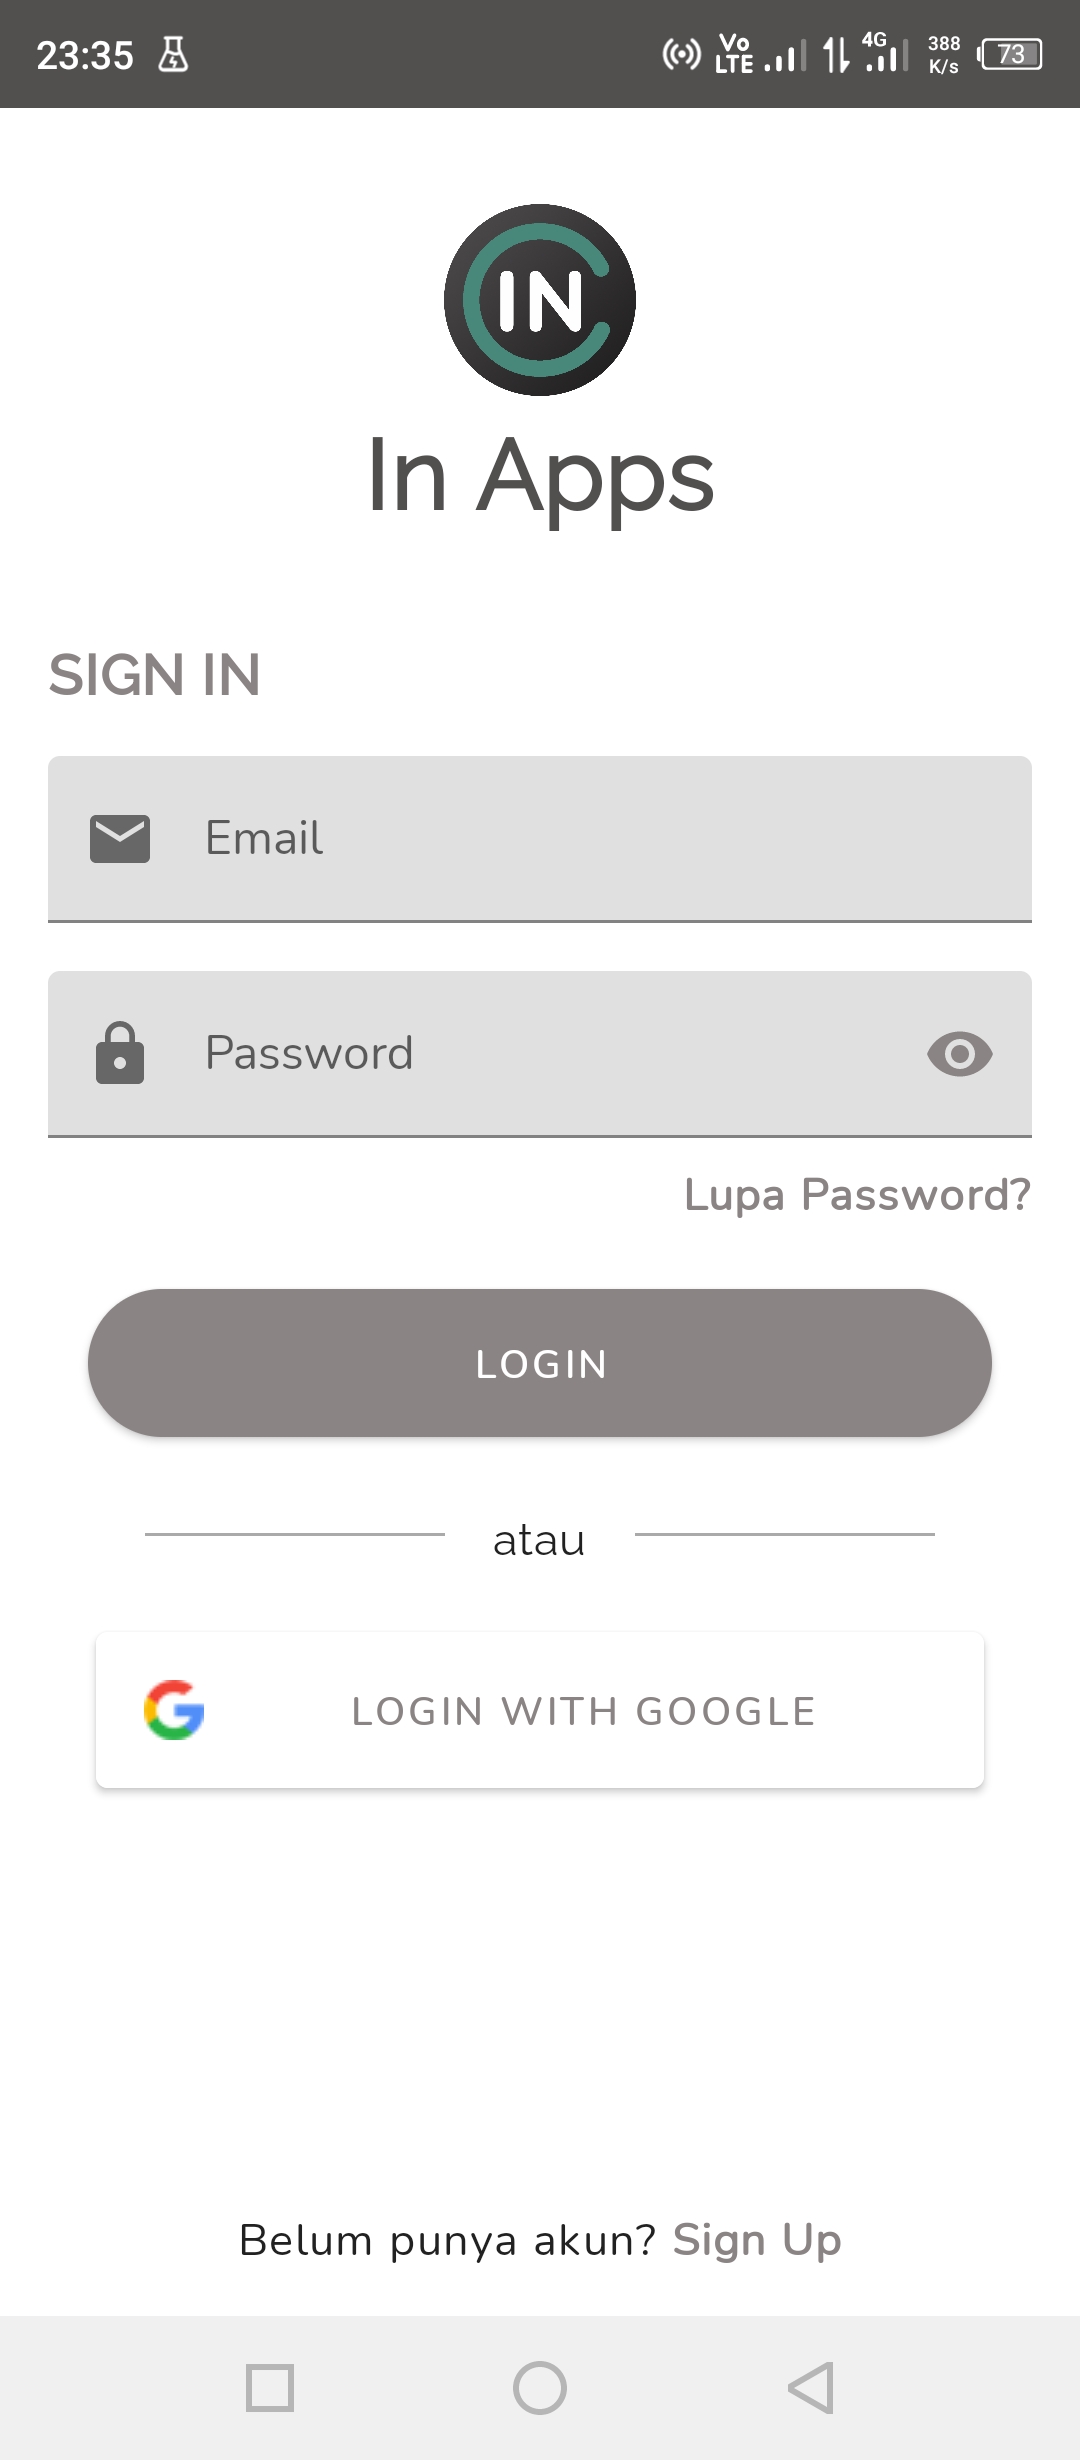 23:35 Vo LTE 4G 388 K/s 73
IN
In Apps
SIGN IN
Email
Password
Lupa Password?
LOGIN
atau
LOGIN WITH GOOGLE
Belum punya akun? Sign Up